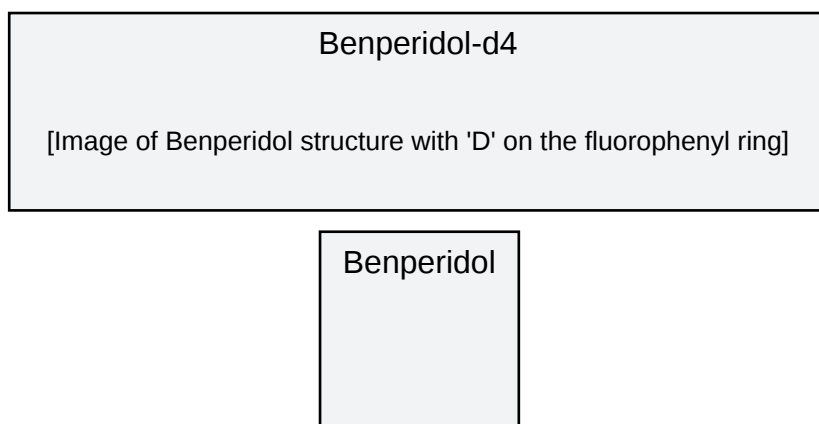 Benperidol-d4
[Image of Benperidol structure with 'D' on the fluorophenyl ring]
Benperidol